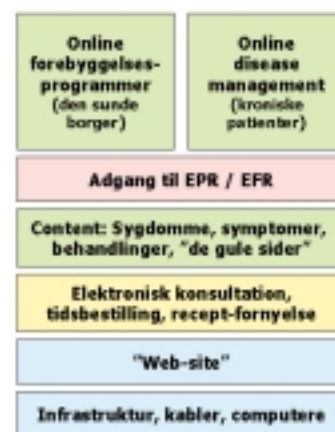 Online
forebyggelses-
programmer
(den sunde
borger)
Online
disease
management
(kroniske
patienter)
Adgang til EPR / EFR
Content: Sygdomme, symptomer,
behandlinger, "de gule sider"
Elektronisk konsultation,
tidsbestilling, recept-fornyelse
"Web-site"
Infrastruktur, kabler, computere